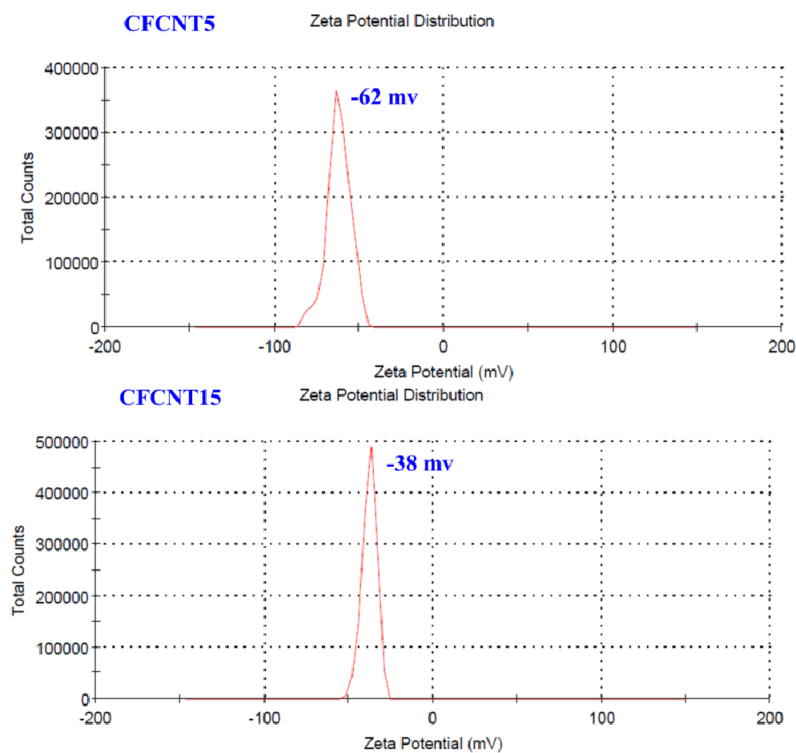 CFCNT5 Zeta Potential Distribution
400000
-62 mv
300000
200000
100000
0
-200 -100 0 100 200
Total Counts
Zeta Potential (mV)
CFCNT15 Zeta Potential Distribution
500000
-38 mv
400000
300000
200000
100000
0
-200 -100 0 100 200
Total Counts
Zeta Potential (mV)